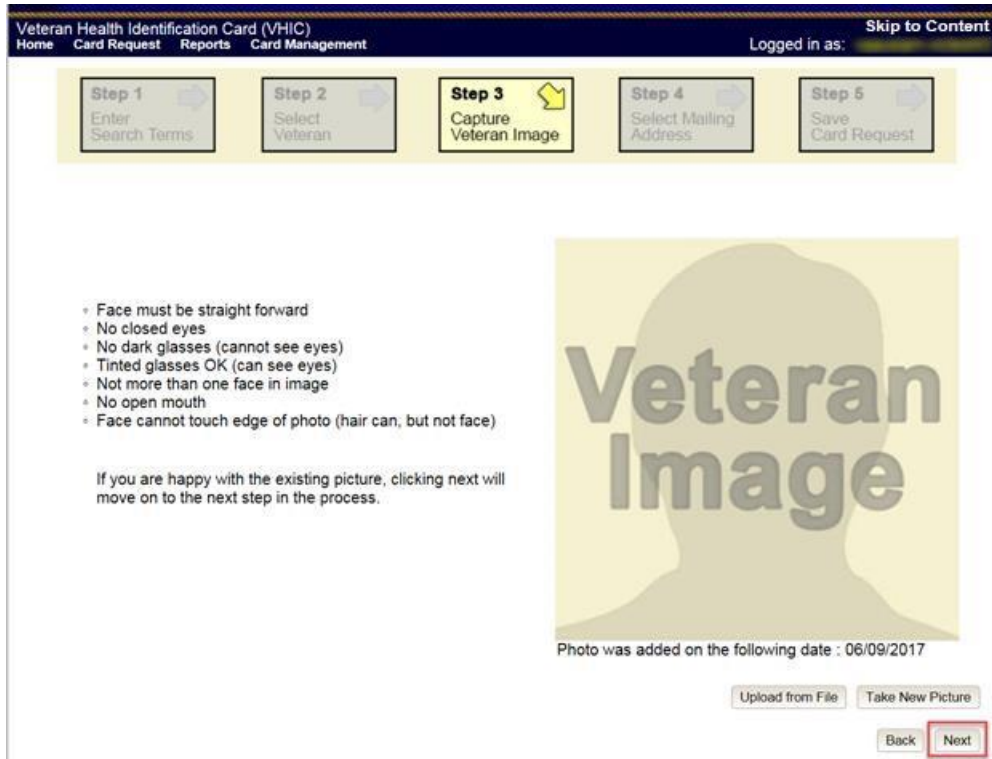 Skip to Content
Veteran Health Identification Card (VHIC)
Home Card Request Reports Card Management
Logged in as:
Step 1
Enter
Search Terms
Step 2
Select
Veteran
Step 3
Capture
Veteran Image
Step 4
Select Mailing
Address
Step 5
Save
Card Request
Face must be straight forward
No closed eyes
No dark glasses (cannot see eyes)
Tinted glasses OK (can see eyes)
Not more than one face in image
No open mouth
Face cannot touch edge of photo (hair can, but not face)
If you are happy with the existing picture, clicking next will
move on to the next step in the process.
Veteran
Image
Photo was added on the following date : 06/09/2017
Upload from File
Take New Picture
Back
Next